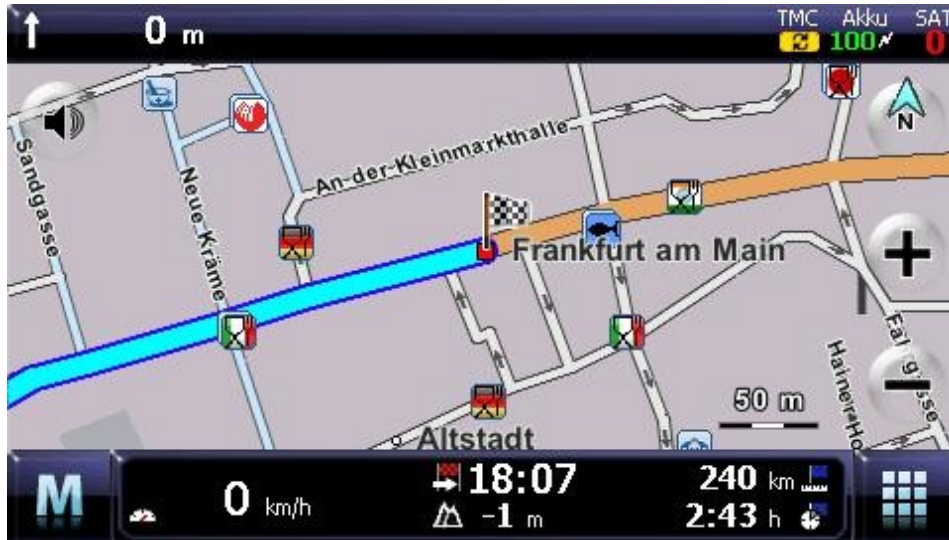 TMC Akku SAT
0 m
100 0
Sandgasse
Neue Kräme
An-der-Kleinmarkthalle
Frankfurt am Main
Altstadt
50 m
N
M
0 km/h
18:07
-1 m
240 km
2:43 h